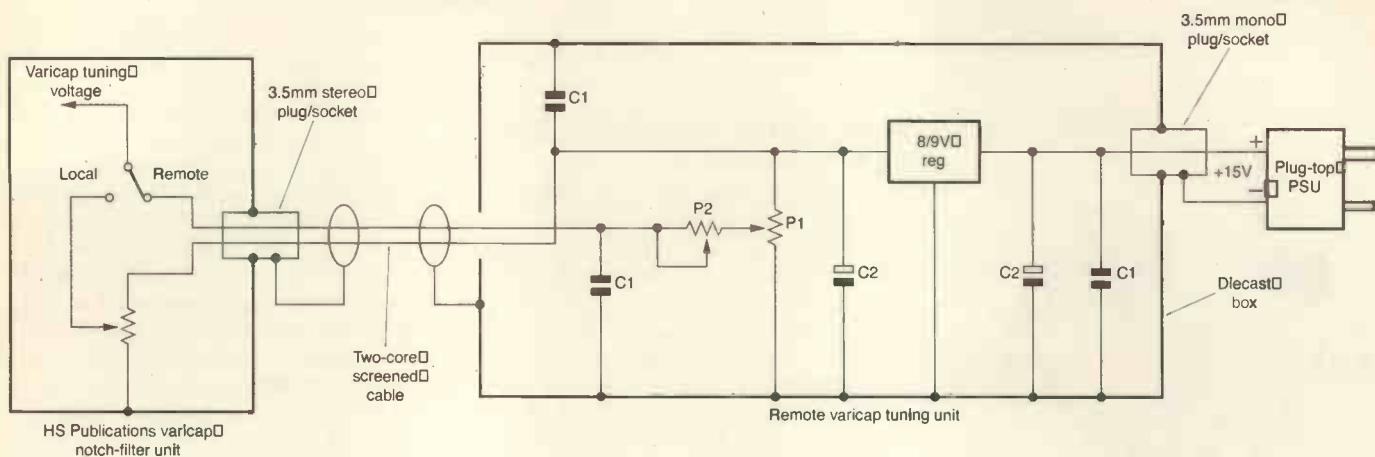 3.5mm mono
plug/socket
Varicap tuning
voltage
3.5mm stereo
plug/socket
C1
8/9V
reg
+
+15V
–
Plug-top
PSU
Local
Remote
P2
P1
C1
C2
C2
C1
Diecast
box
Two-core
screened
cable
Remote varicap tuning unit
HS Publications varicap
notch-filter unit